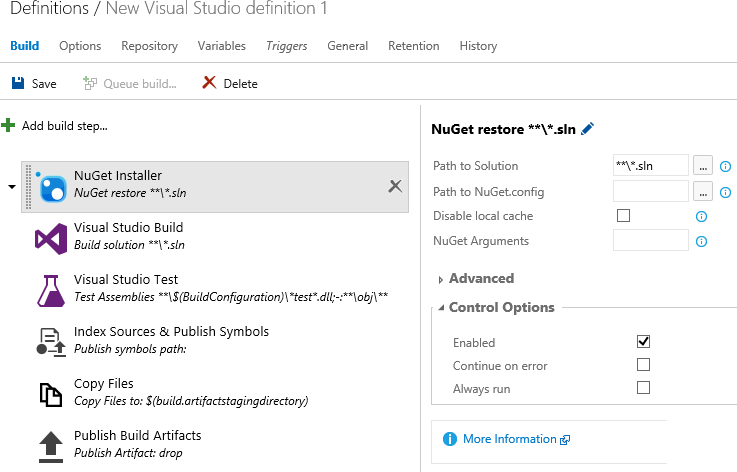 Definitions / New Visual Studio definition 1
Build Options Repository Variables Triggers General Retention History
Save Queue build... Delete
Add build step...
NuGet Installer
NuGet restore **\*.sln
Visual Studio Build
Build solution **\*.sln
Visual Studio Test
Test Assemblies **\$(BuildConfiguration)\*test*.dll;-:**\obj\**
Index Sources & Publish Symbols
Publish symbols path:
Copy Files
Copy Files to: $(build.artifactstagingdirectory)
Publish Build Artifacts
Publish Artifact: drop
NuGet restore **\*.sln
Path to Solution **\*.sln ...
Path to NuGet.config ...
Disable local cache
NuGet Arguments
Advanced
Control Options
Enabled
Continue on error
Always run
More Information